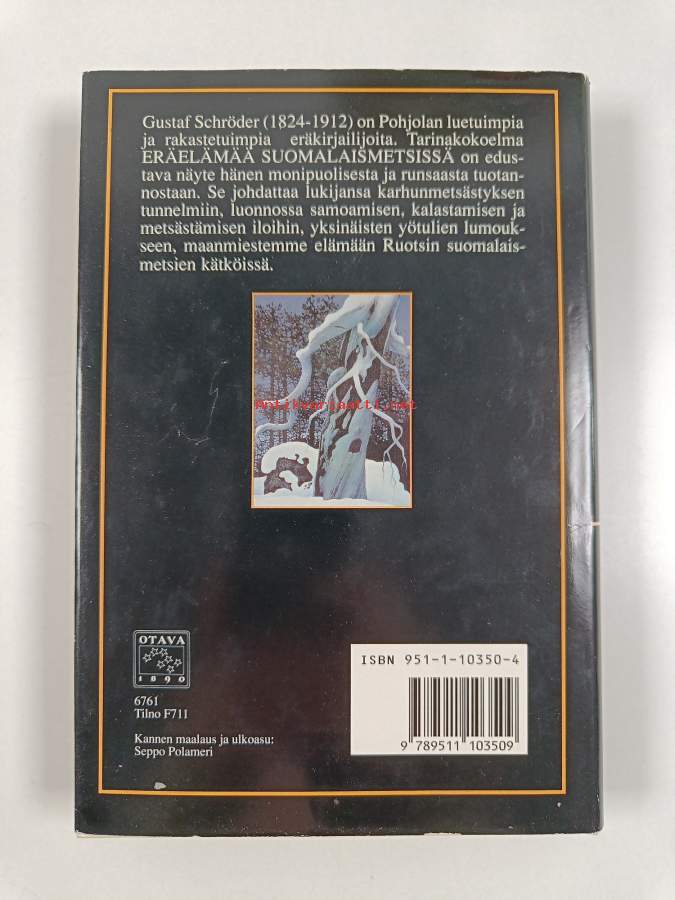 Gustaf Schröder (1824-1912) on Pohjolan luetuimpia
ja rakastetuimpia eräkirjailijoita. Tarinakokoelma
ERÄELÄMÄÄ SUOMALAISMETSISSÄ on edus-
tava näyte hänen monipuolisesta ja runsaasta tuotan-
nostaan. Se johdattaa lukijansa karhunmetsästyksen
tunnelmiin, luonnossa samoamisen, kalastamisen ja
metsästämisen iloihin, yksinäisten yötulien lumouk-
seen, maanmiestemme elämään Ruotsin suomalais-
metsien kätköissä.
Antikvariaatti.net
OTAVA
1890
6761
Tilno F711
Kannen maalaus ja ulkoasu:
Seppo Polameri
ISBN 951-1-10350-4
9 789511 103509